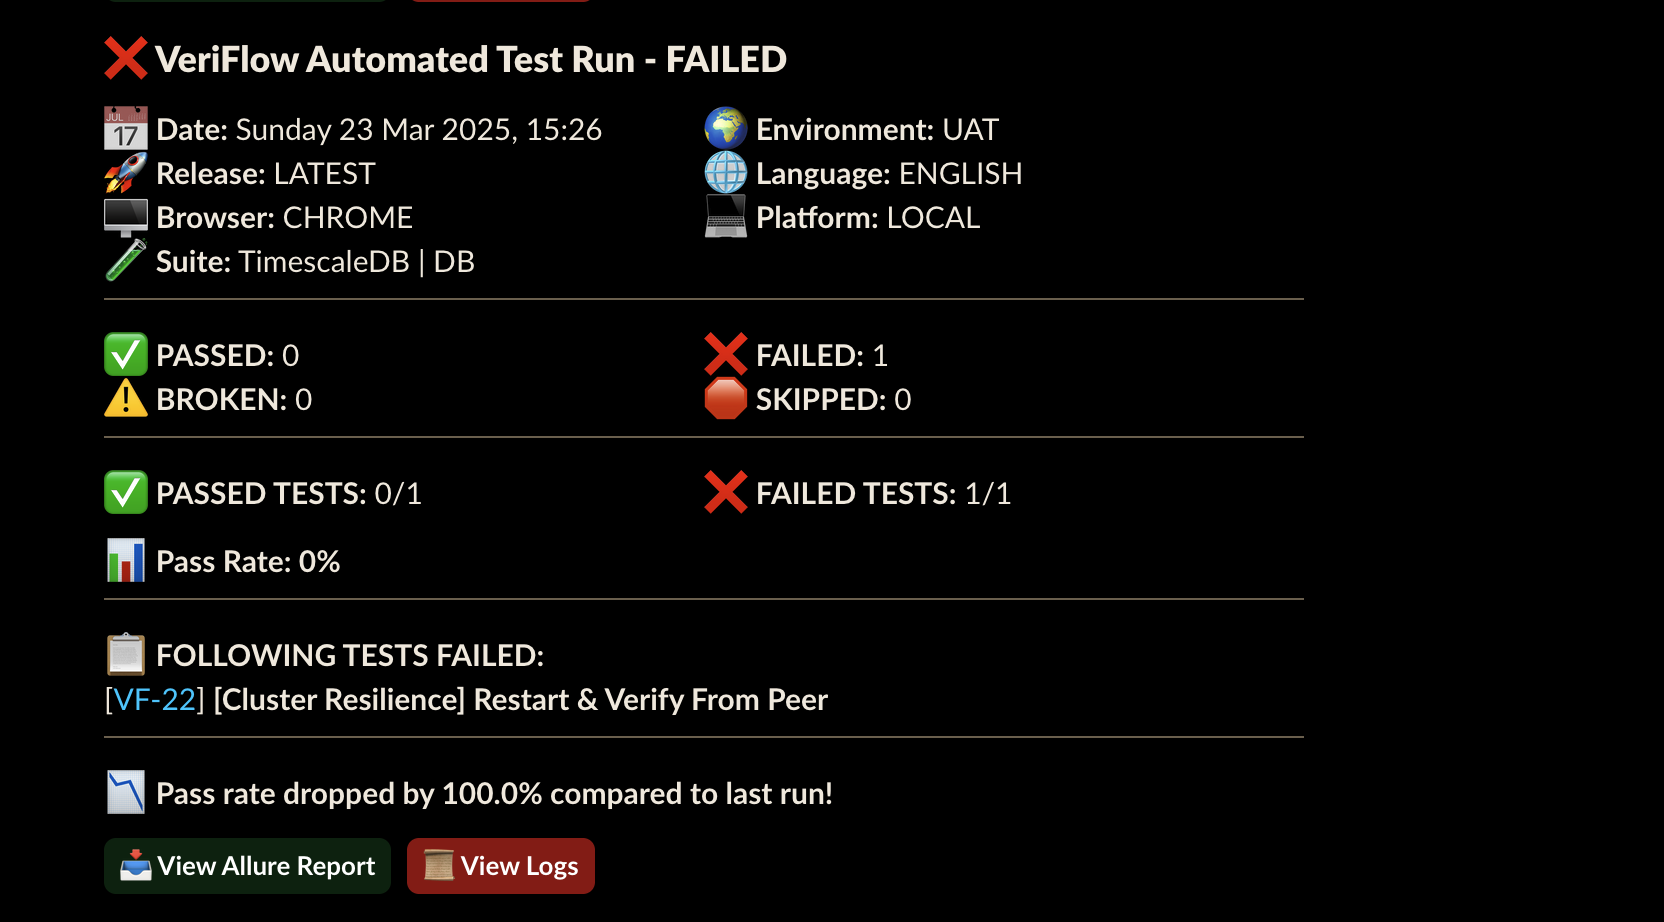 VeriFlow Automated Test Run - FAILED
Date: Sunday 23 Mar 2025, 15:26
Environment: UAT
Release: LATEST
Language: ENGLISH
Browser: CHROME
Platform: LOCAL
Suite: TimescaleDB | DB
PASSED: 0
FAILED: 1
BROKEN: 0
SKIPPED: 0
PASSED TESTS: 0/1
FAILED TESTS: 1/1
Pass Rate: 0%
FOLLOWING TESTS FAILED:
[VF-22] [Cluster Resilience] Restart & Verify From Peer
Pass rate dropped by 100.0% compared to last run!
View Allure Report
View Logs